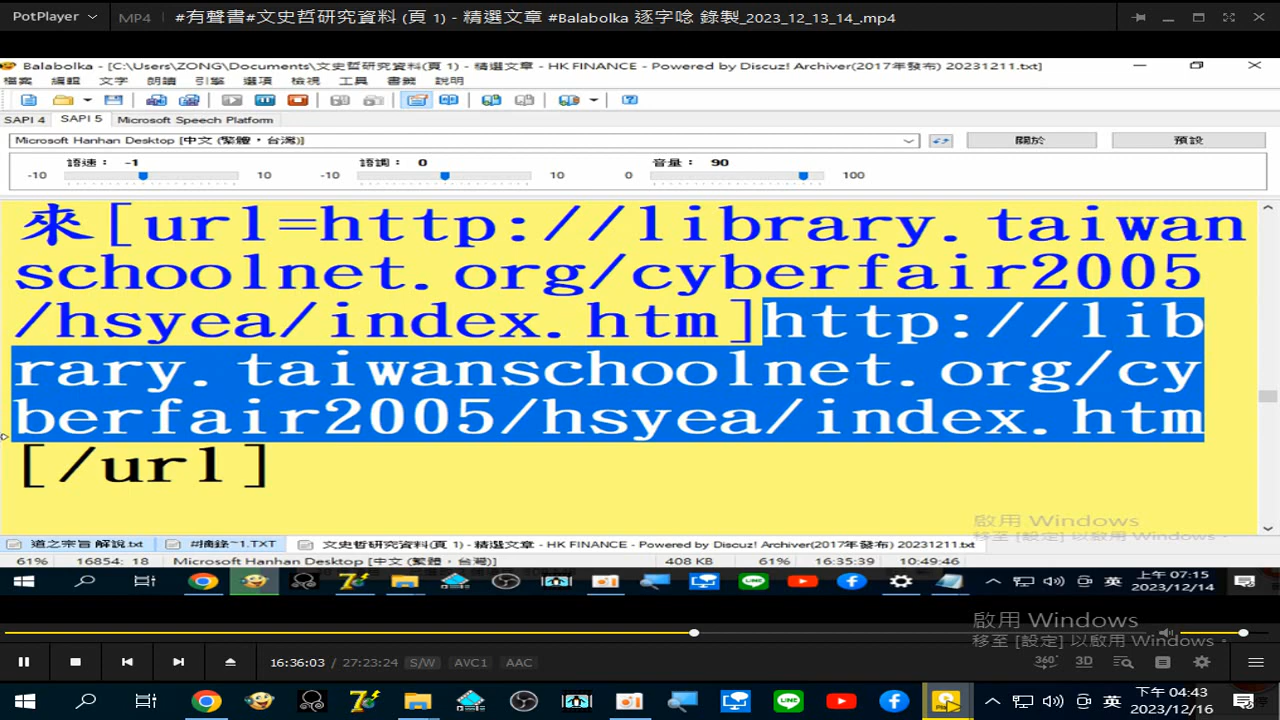 PotPlayer
MP4
#有聲書#文史哲研究資料 (頁 1) - 精選文章 #Balabolka 逐字唸 錄製_2023_12_13_14_.mp4
Balabolka - [C:\Users\ZONG\Documents\文史哲研究資料(頁 1) - 精選文章 - HK FINANCE - Powered by Discuz! Archiver(2017年發布) 20231211.txt]
檔案 編輯 文字 朗讀 引擎 選項 檢視 工具 書籤 說明
SAPI 4 SAPI 5 Microsoft Speech Platform
Microsoft Hanhan Desktop [中文 (繁體，台灣)]
關於 預設
語速： -1 語調： 0 音量： 90
-10 10 -10 10 0 100
來[url=http://library.taiwan
schoolnet.org/cyberfair2005
/hsyea/index.htm]http://lib
rary.taiwanschoolnet.org/cy
berfair2005/hsyea/index.htm
[/url]
啟用 Windows
移至 [設定] 以啟用 Windows。
道之宗旨 解說.txt #摘錄~1.TXT 文史哲研究資料(頁 1) - 精選文章 - HK FINANCE - Powered by Discuz! Archiver(2017年發布) 20231211.txt
61% 16854: 18 Microsoft Hanhan Desktop [中文 (繁體，台灣)] 408 KB 61% 16:35:39 10:49:46
英 上午 07:15
2023/12/14
啟用 Windows
移至 [設定] 以啟用 Windows。
16:36:03 / 27:23:24 S/W AVC1 AAC
360° 3D
英 下午 04:43
2023/12/16